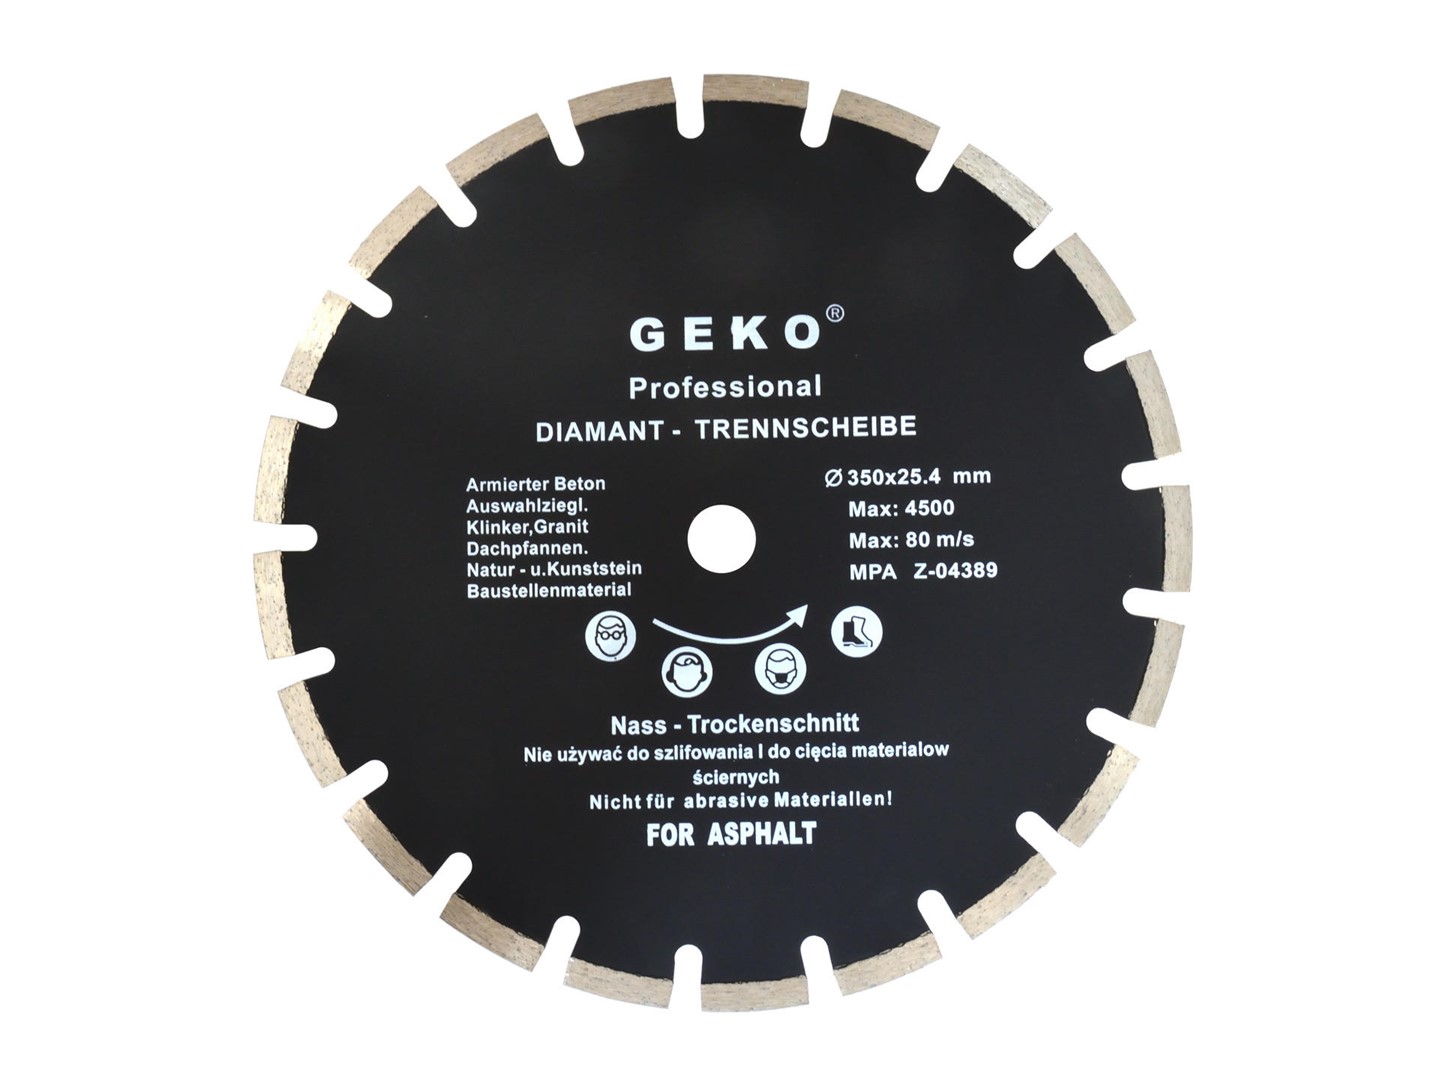 GEKO®
Professional
DIAMANT - TRENNSCHEIBE
Armierter Beton
Auswahlziegl.
Klinker,Granit
Dachpfannen.
Natur - u.Kunststein
Baustellenmaterial
Ø 350x25.4 mm
Max: 4500
Max: 80 m/s
MPA Z-04389
Nass - Trockenschnitt
Nie używać do szlifowania I do cięcia materialow
ściernych
Nicht für abrasive Materiallen!
FOR ASPHALT